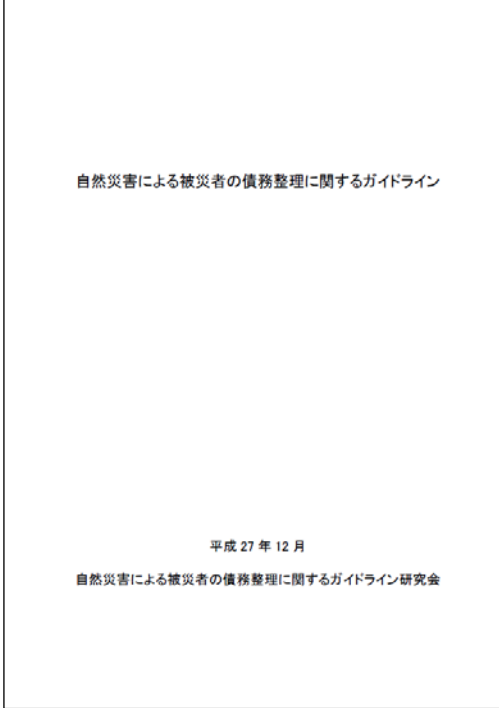 自然災害による被災者の債務整理に関するガイドライン
平成 27 年 12 月
自然災害による被災者の債務整理に関するガイドライン研究会